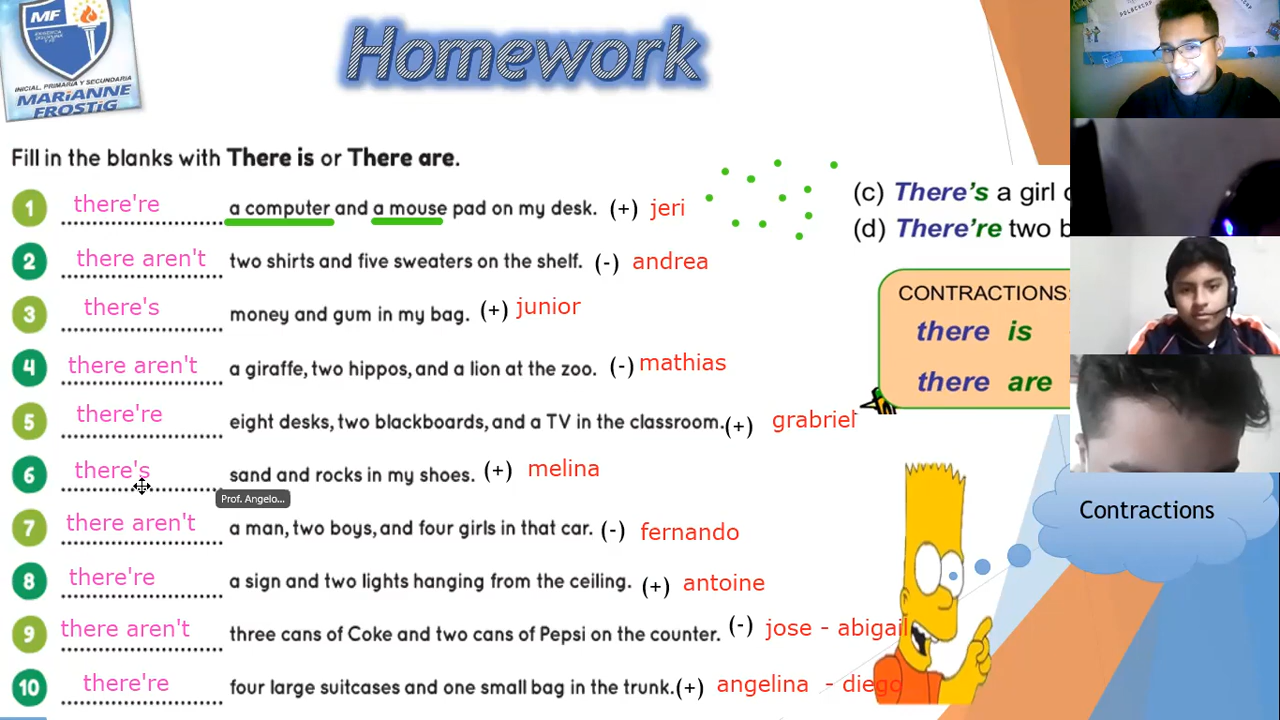 MF
INICIAL, PRIMARIA Y SECUNDARIA
MARIANNE
FROSTIG
Homework
Fill in the blanks with There is or There are.
1 there're a computer and a mouse pad on my desk. (+) jeri
2 there aren't two shirts and five sweaters on the shelf. (-) andrea
3 there's money and gum in my bag. (+) junior
4 there aren't a giraffe, two hippos, and a lion at the zoo. (-) mathias
5 there're eight desks, two blackboards, and a TV in the classroom. (+) grabriel
6 there's sand and rocks in my shoes. (+) melina
Prof. Angelo...
7 there aren't a man, two boys, and four girls in that car. (-) fernando
8 there're a sign and two lights hanging from the ceiling. (+) antoine
9 there aren't three cans of Coke and two cans of Pepsi on the counter. (-) jose - abigail
10 there're four large suitcases and one small bag in the trunk. (+) angelina - diego
(c) There's a girl
(d) There're two
CONTRACTIONS:
there is
there are
Contractions